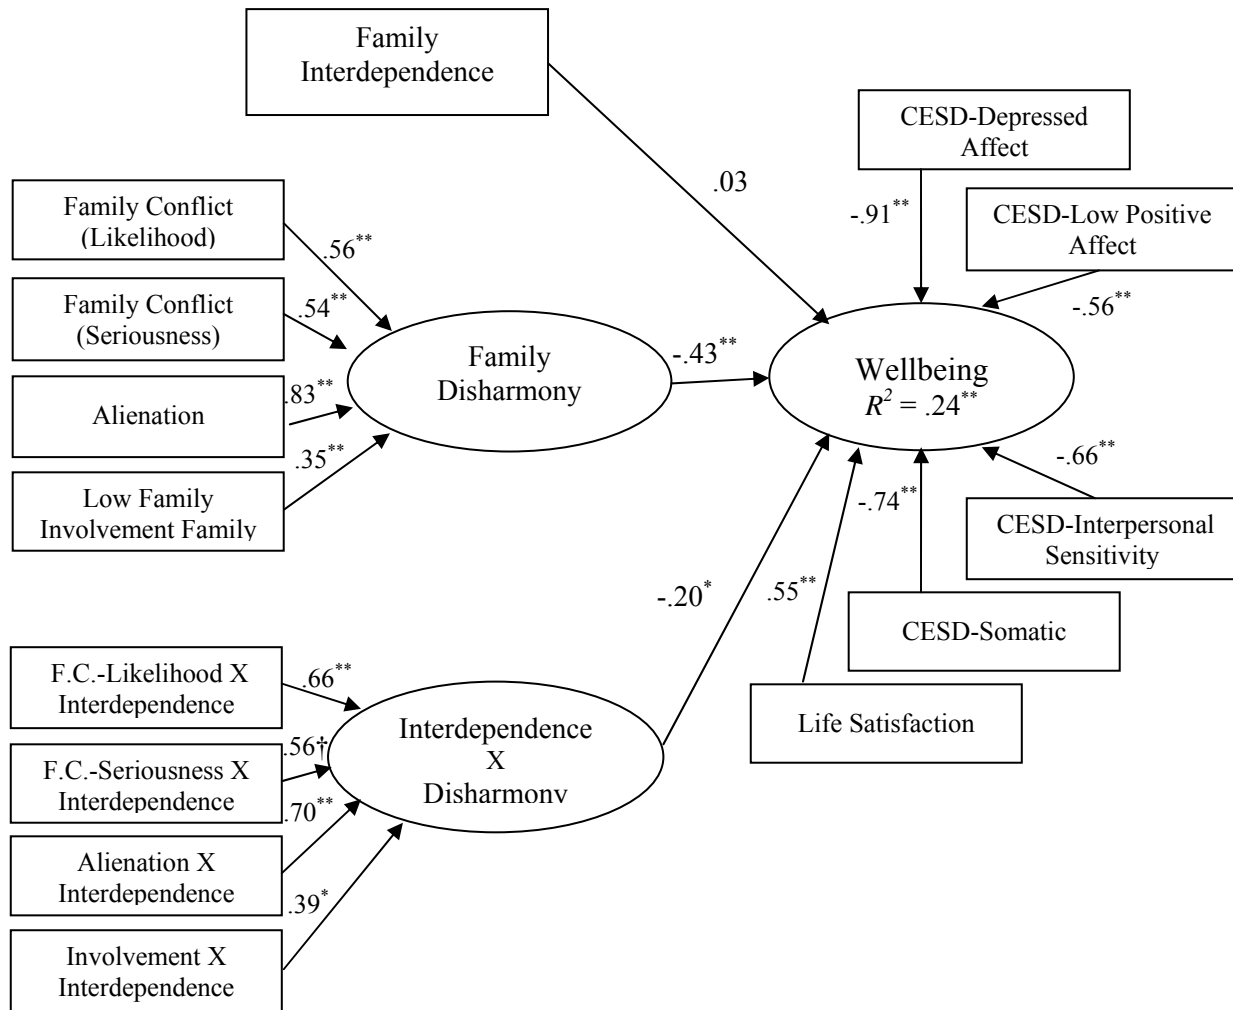 Family
Interdependence
CESD-Depressed
Affect
.03
-.91**
CESD-Low Positive
Affect
-.56**
Family Conflict
(Likelihood)
.56**
Family Conflict
(Seriousness)
.54**
Alienation
.83**
Low Family
Involvement Family
.35**
Family
Disharmony
-.43**
Wellbeing
R² = .24**
-.66**
CESD-Interpersonal
Sensitivity
-.74**
CESD-Somatic
.55**
Life Satisfaction
-.20*
F.C.-Likelihood X
Interdependence
.66**
F.C.-Seriousness X
Interdependence
.56†
Alienation X
Interdependence
.70**
Involvement X
Interdependence
.39*
Interdependence
X
Disharmony